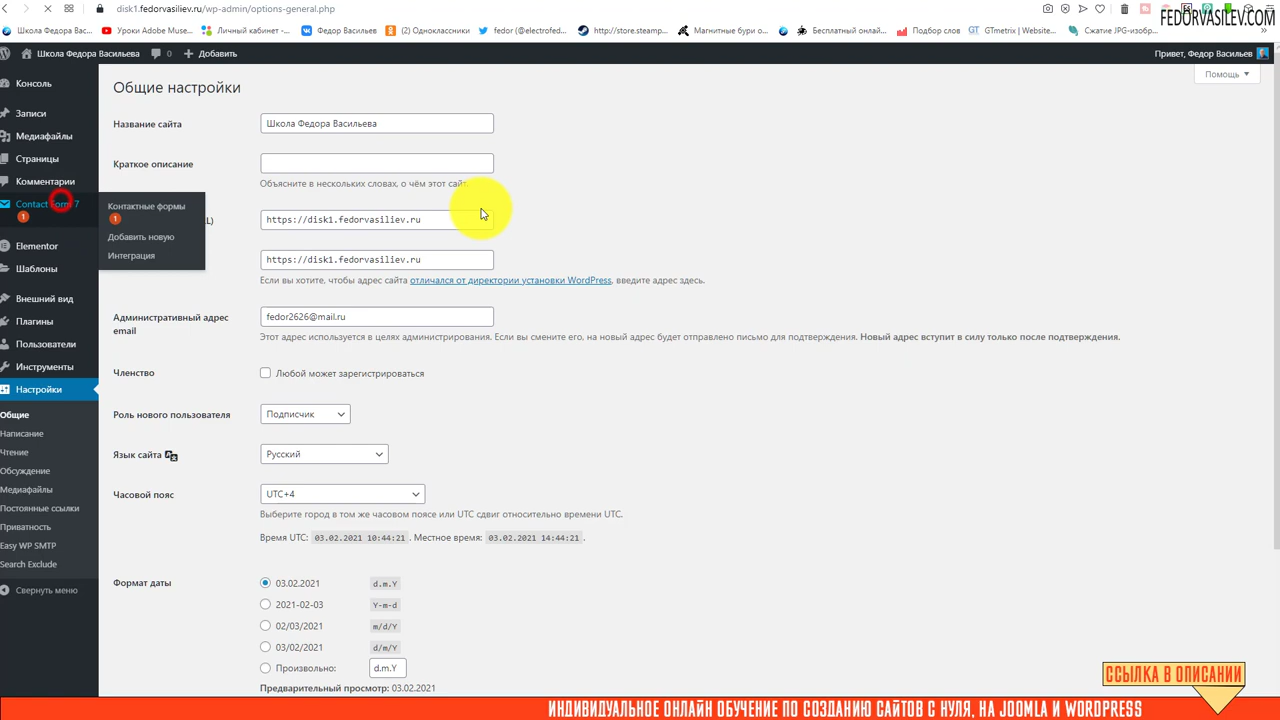 disk1.fedorvasiliev.ru/wp-admin/options-general.php
FEDORVASILEV.COM
Школа Федора Вас...
Уроки Adobe Muse...
Личный кабинет -...
Федор Васильев
(2) Одноклассники
fedor (@electrofed...
http://store.steamp...
Магнитные бури о...
Бесплатный онлай...
Подбор слов
GTmetrix | Website...
Сжатие JPG-изобр...
Школа Федора Васильева
0
Добавить
Привет, Федор Васильев
Помощь
Консоль
Записи
Медиафайлы
Страницы
Комментарии
Contact Form 7
1
Контактные формы
1
Добавить новую
Интеграция
Elementor
Шаблоны
Внешний вид
Плагины
Пользователи
Инструменты
Настройки
Общие
Написание
Чтение
Обсуждение
Медиафайлы
Постоянные ссылки
Приватность
Easy WP SMTP
Search Exclude
Свернуть меню
Общие настройки
Название сайта
Школа Федора Васильева
Краткое описание
Объясните в нескольких словах, о чём этот сайт.
L)
https://disk1.fedorvasiliev.ru
https://disk1.fedorvasiliev.ru
Если вы хотите, чтобы адрес сайта отличался от директории установки WordPress, введите адрес здесь.
Административный адрес
email
fedor2626@mail.ru
Этот адрес используется в целях администрирования. Если вы смените его, на новый адрес будет отправлено письмо для подтверждения. Новый адрес вступит в силу только после подтверждения.
Членство
Любой может зарегистрироваться
Роль нового пользователя
Подписчик
Язык сайта
Русский
Часовой пояс
UTC+4
Выберите город в том же часовом поясе или UTC сдвиг относительно времени UTC.
Время UTC: 03.02.2021 10:44:21. Местное время: 03.02.2021 14:44:21.
Формат даты
03.02.2021 d.m.Y
2021-02-03 Y-m-d
02/03/2021 m/d/Y
03/02/2021 d/m/Y
Произвольно: d.m.Y
Предварительный просмотр: 03.02.2021
ССЫЛКА В ОПИСАНИИ
ИНДИВИДУАЛЬНОЕ ОНЛАЙН ОБУЧЕНИЕ ПО СОЗДАНИЮ САЙТОВ С НУЛЯ, НА JOOMLA И WORDPRESS